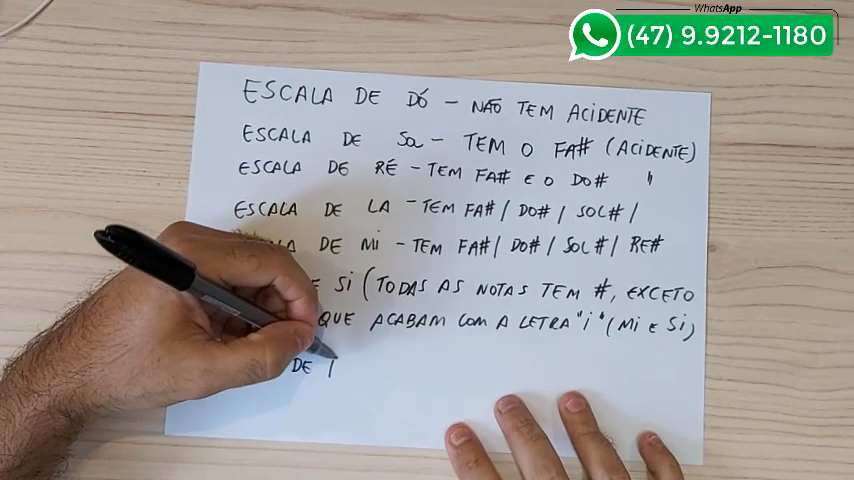 WhatsApp
(47) 9.9212-1180
ESCALA DE DÓ - NÃO TEM ACIDENTE
ESCALA DE SOL - TEM O FA# (ACIDENTE)
ESCALA DE RÉ - TEM FA# E O DO# "
ESCALA DE LA - TEM FA# / DO# / SOL# /
DE Mi - TEM FA# / DO# / SOL# / RE#
Si (TODAS AS NOTAS TEM #, EXCETO
QUE ACABAM COM A LETRA "i" (Mi E Si)
DE